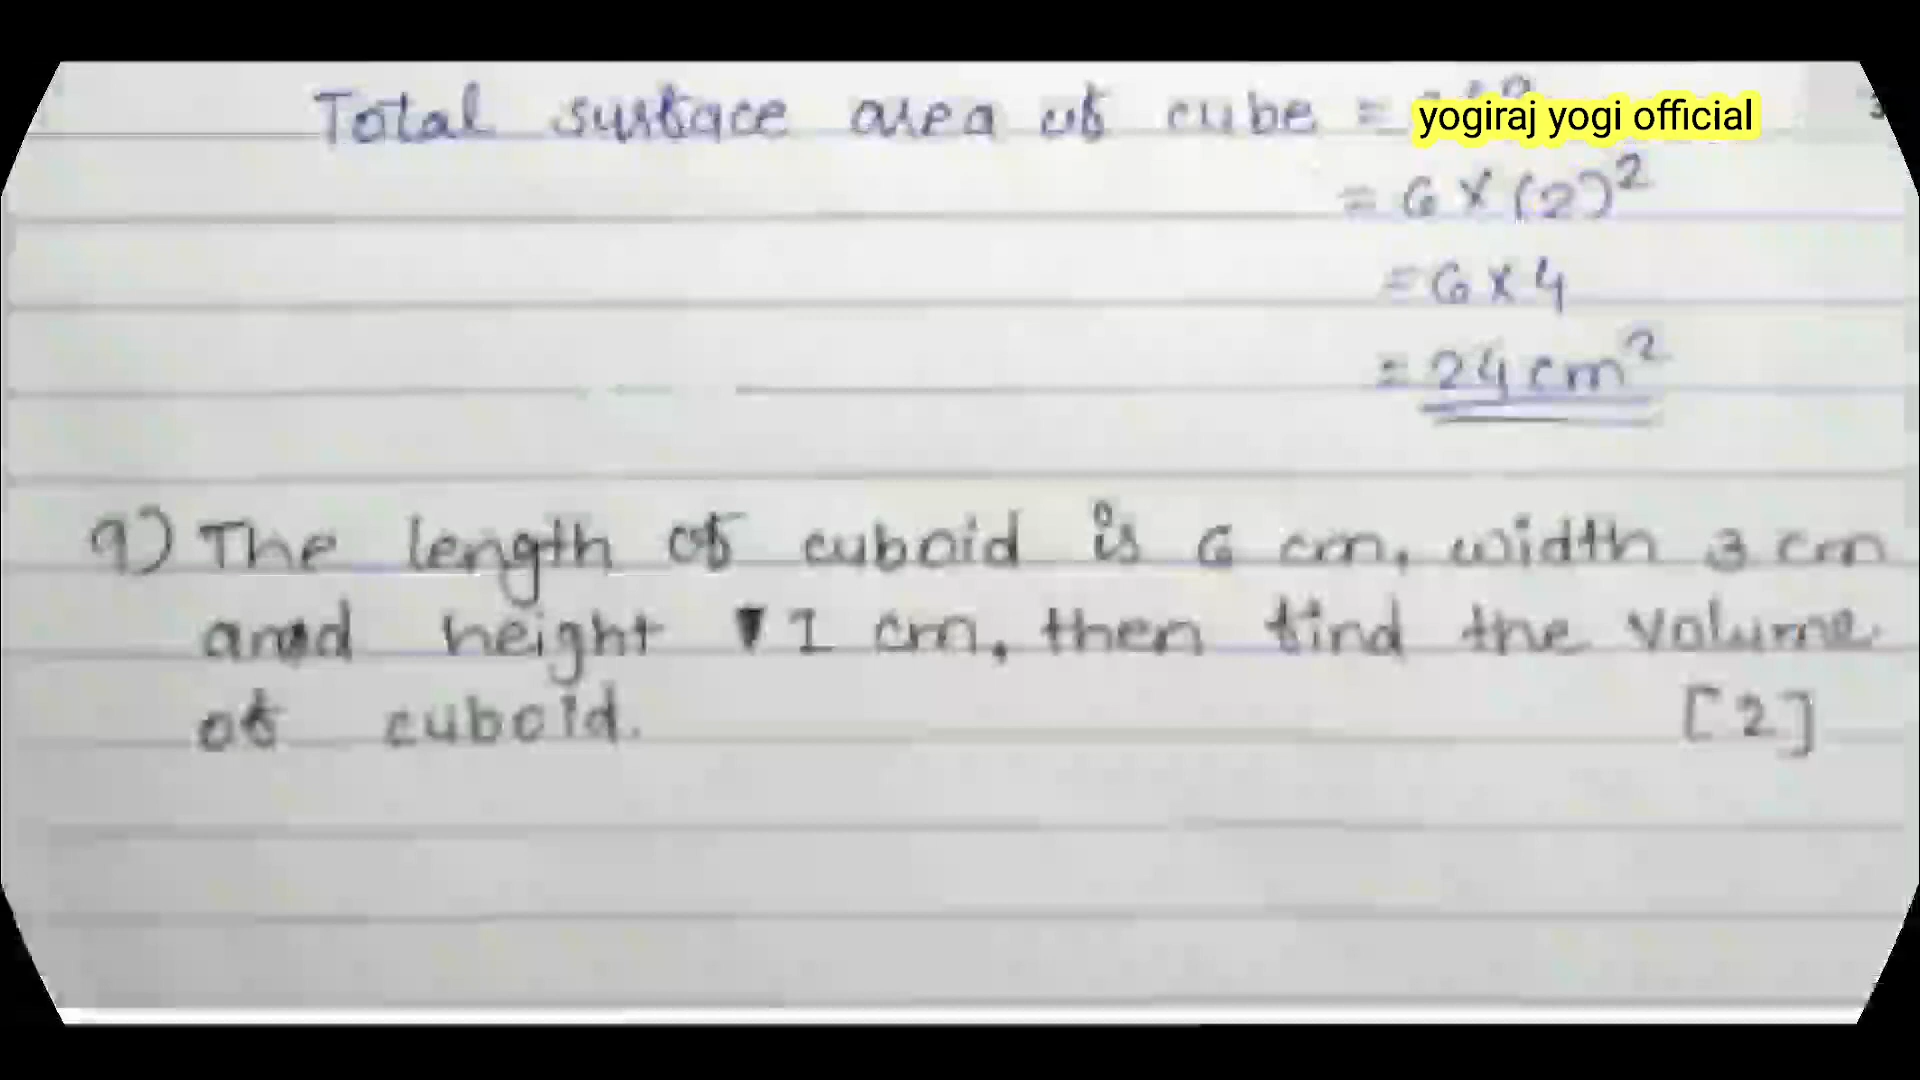 Total surface area of cube =
yogiraj yogi official
= 6 × (2)²
= 6 × 4
= 24 cm²
9) The length of cuboid is 6 cm, width 3 cm
and height 1 cm, then find the volume
of cuboid. [2]